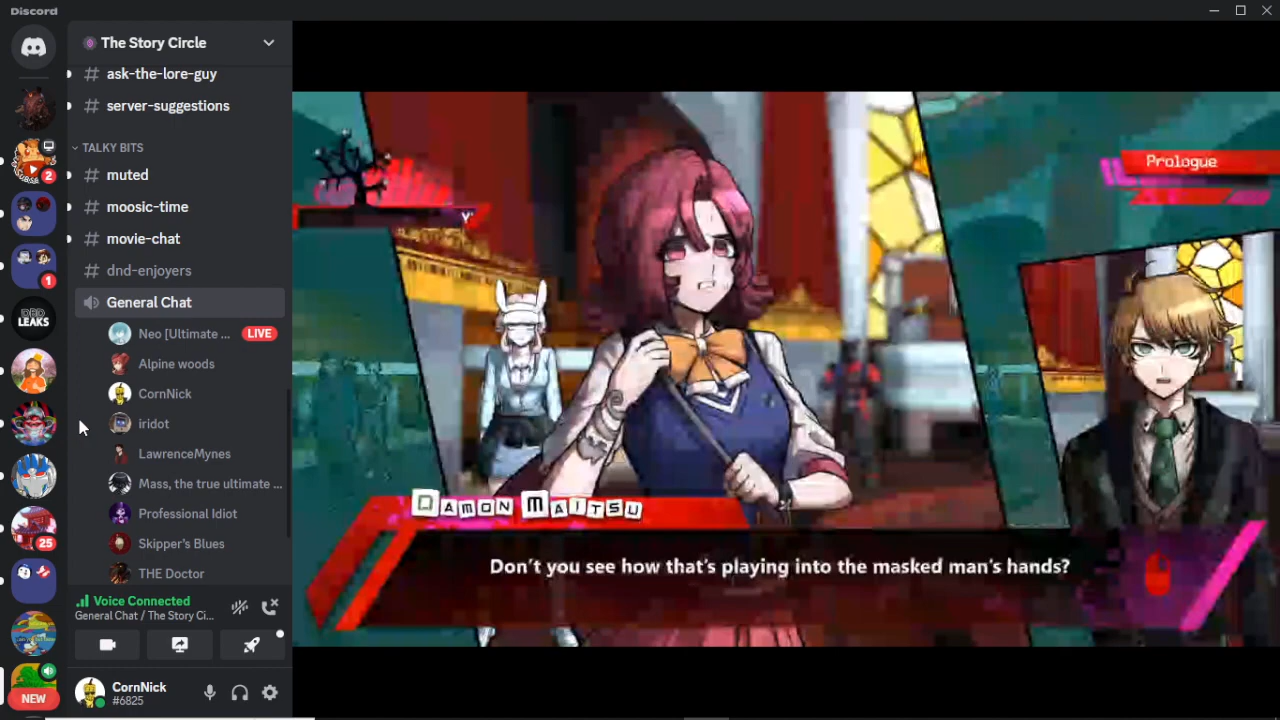 Discord
The Story Circle
ask-the-lore-guy
server-suggestions
TALKY BITS
muted
moosic-time
movie-chat
dnd-enjoyers
General Chat
Neo [Ultimate ...
LIVE
Alpine woods
CornNick
iridot
LawrenceMynes
Mass, the true ultimate ...
Professional Idiot
Skipper's Blues
THE Doctor
Voice Connected
General Chat / The Story Ci...
CornNick
#6825
2
1
DBD
LEAKS
25
NEW
Prologue
Damon Maitsu
Don't you see how that's playing into the masked man's hands?